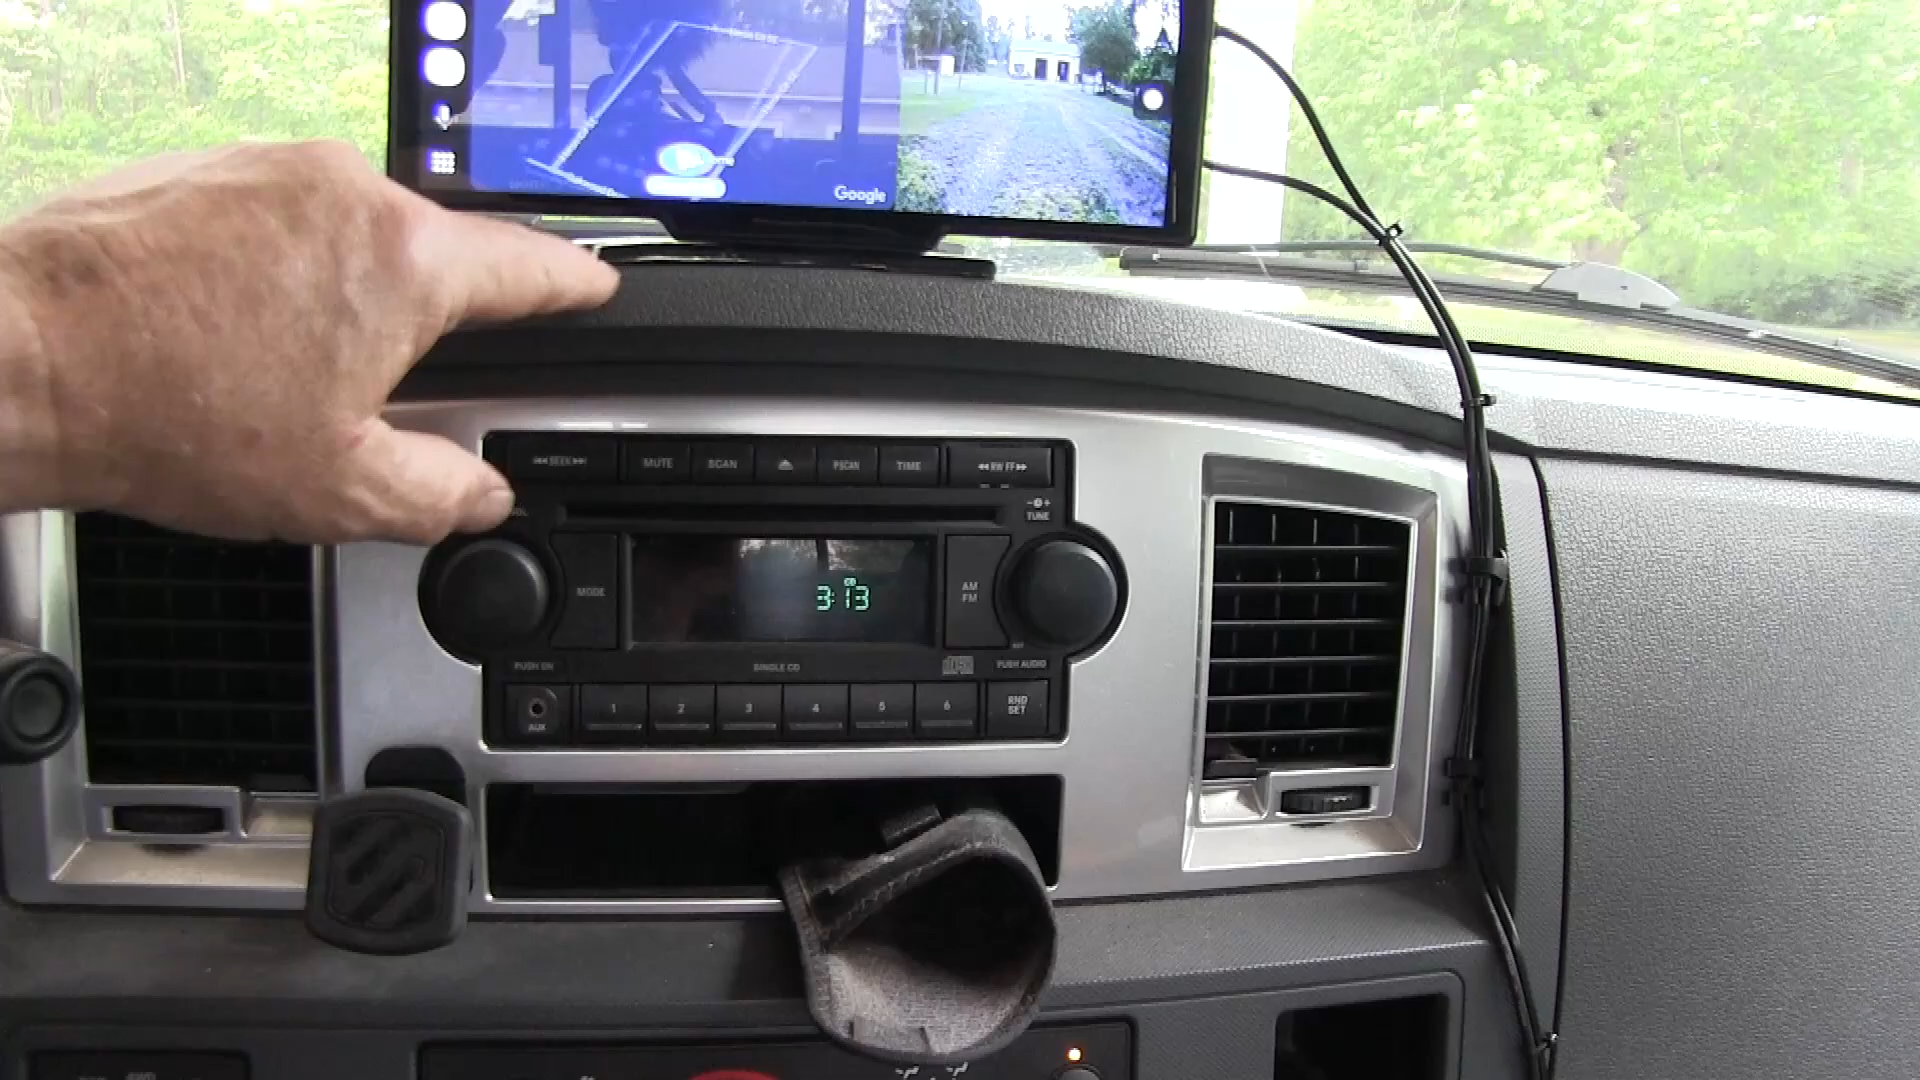 Google
SEEK
MUTE
SCAN
PSCAN
TIME
RW FF
TUNE
MODE
CD
3:13
AM
FM
PUSH ON
SINGLE CD
PUSH AUDIO
AUX
1
2
3
4
5
6
RND
SET